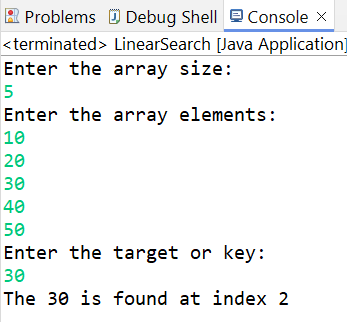 Problems Debug Shell Console
<terminated> LinearSearch [Java Application]
Enter the array size:
5
Enter the array elements:
10
20
30
40
50
Enter the target or key:
30
The 30 is found at index 2